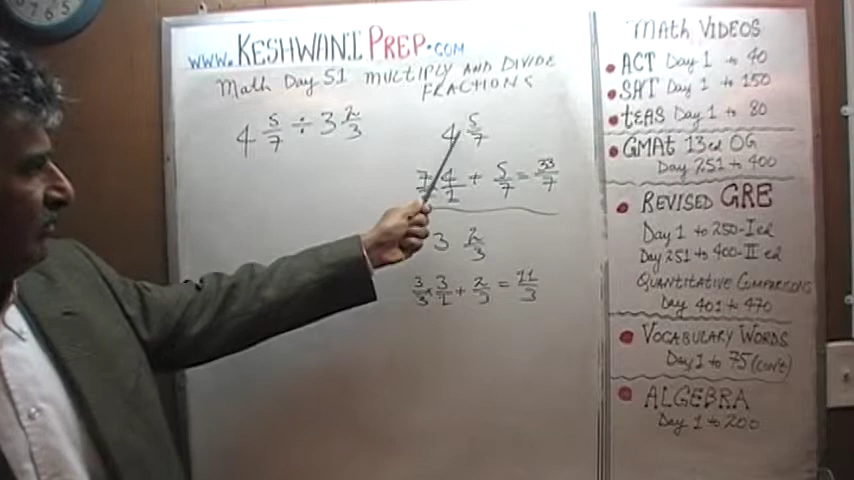 7 6 5
www.KESHWANI PREP.COM
Math Day 51 MULTIPLY AND DIVIDE FRACTIONS
4 5/7 ÷ 3 2/3
4 5/7
4/1 + 5/7 = 33/7
3 2/3
3/3 × 3/1 + 2/3 = 11/3
Math VIDEOS
ACT Day 1 to 40
SAT Day 1 to 150
tEAS Day 1 to 80
GMAt 13ed OG
Day 251 → 400
REVISED GRE
Day 1 to 250-I ed
Day 251 to 400-II ed
QUANTITATIVE COMPARISONS
Day 401 to 470
VOCABULARY WORDS
Day 1 to 75 (con't)
ALGEBRA
Day 1 to 200